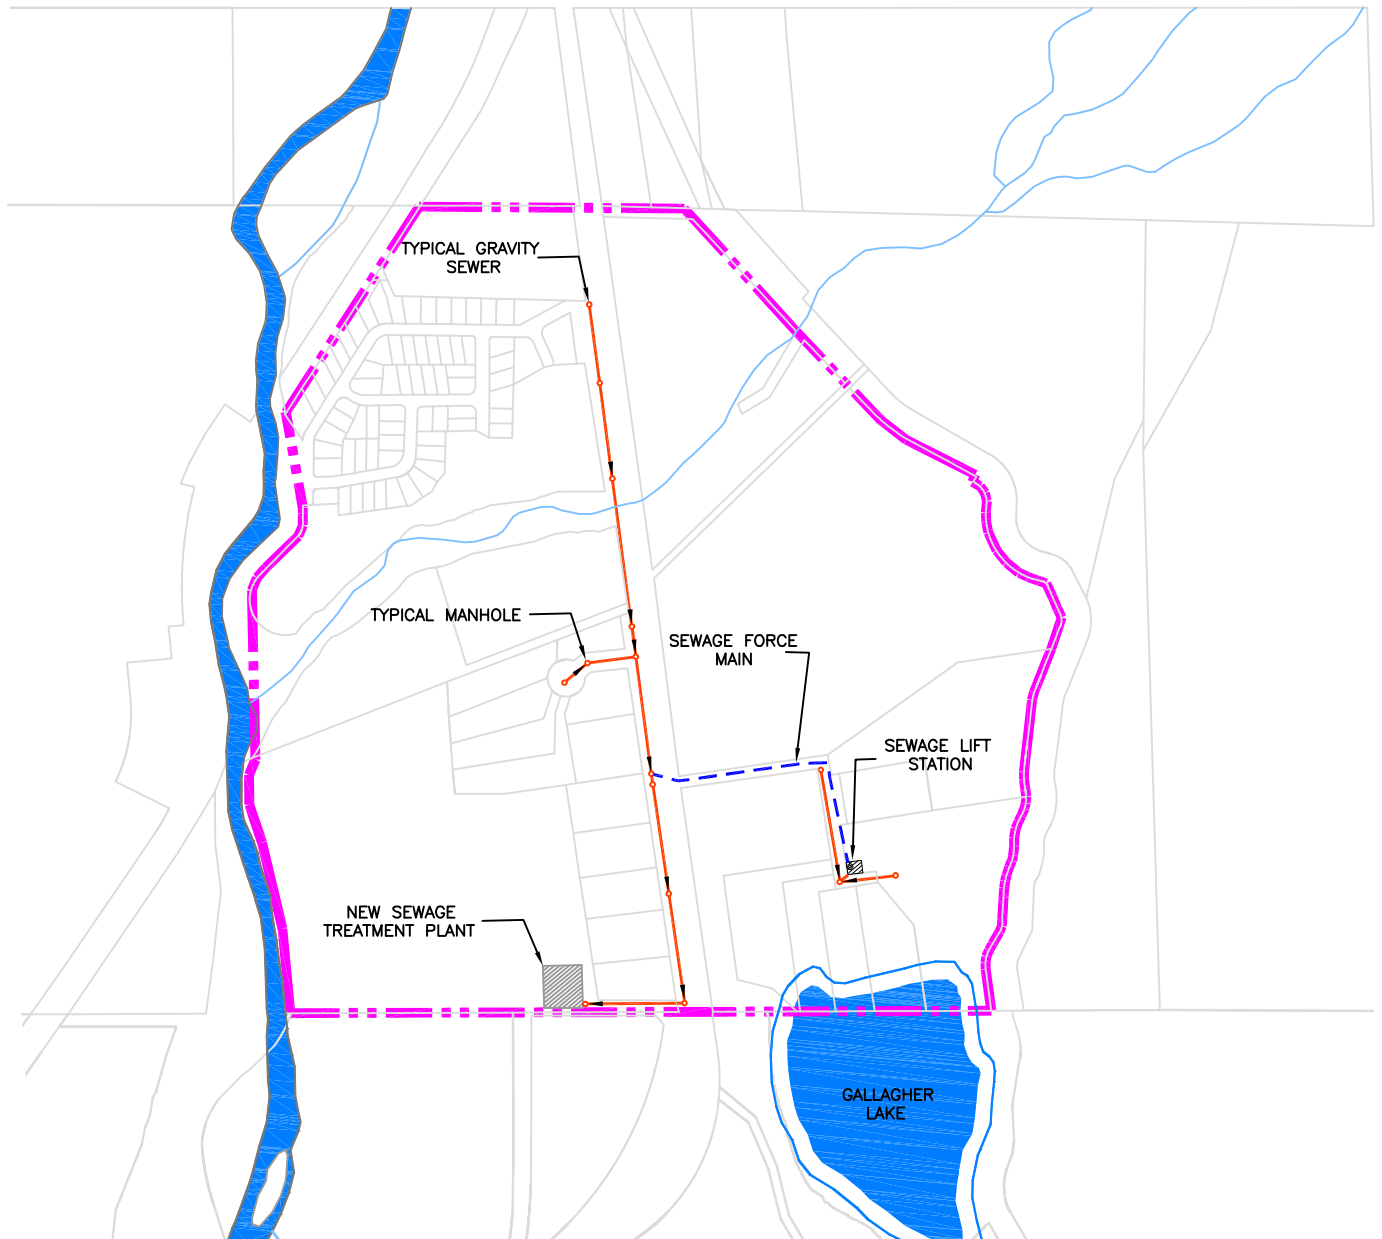 TYPICAL GRAVITY
SEWER
TYPICAL MANHOLE
SEWAGE FORCE
MAIN
SEWAGE LIFT
STATION
NEW SEWAGE
TREATMENT PLANT
GALLAGHER
LAKE